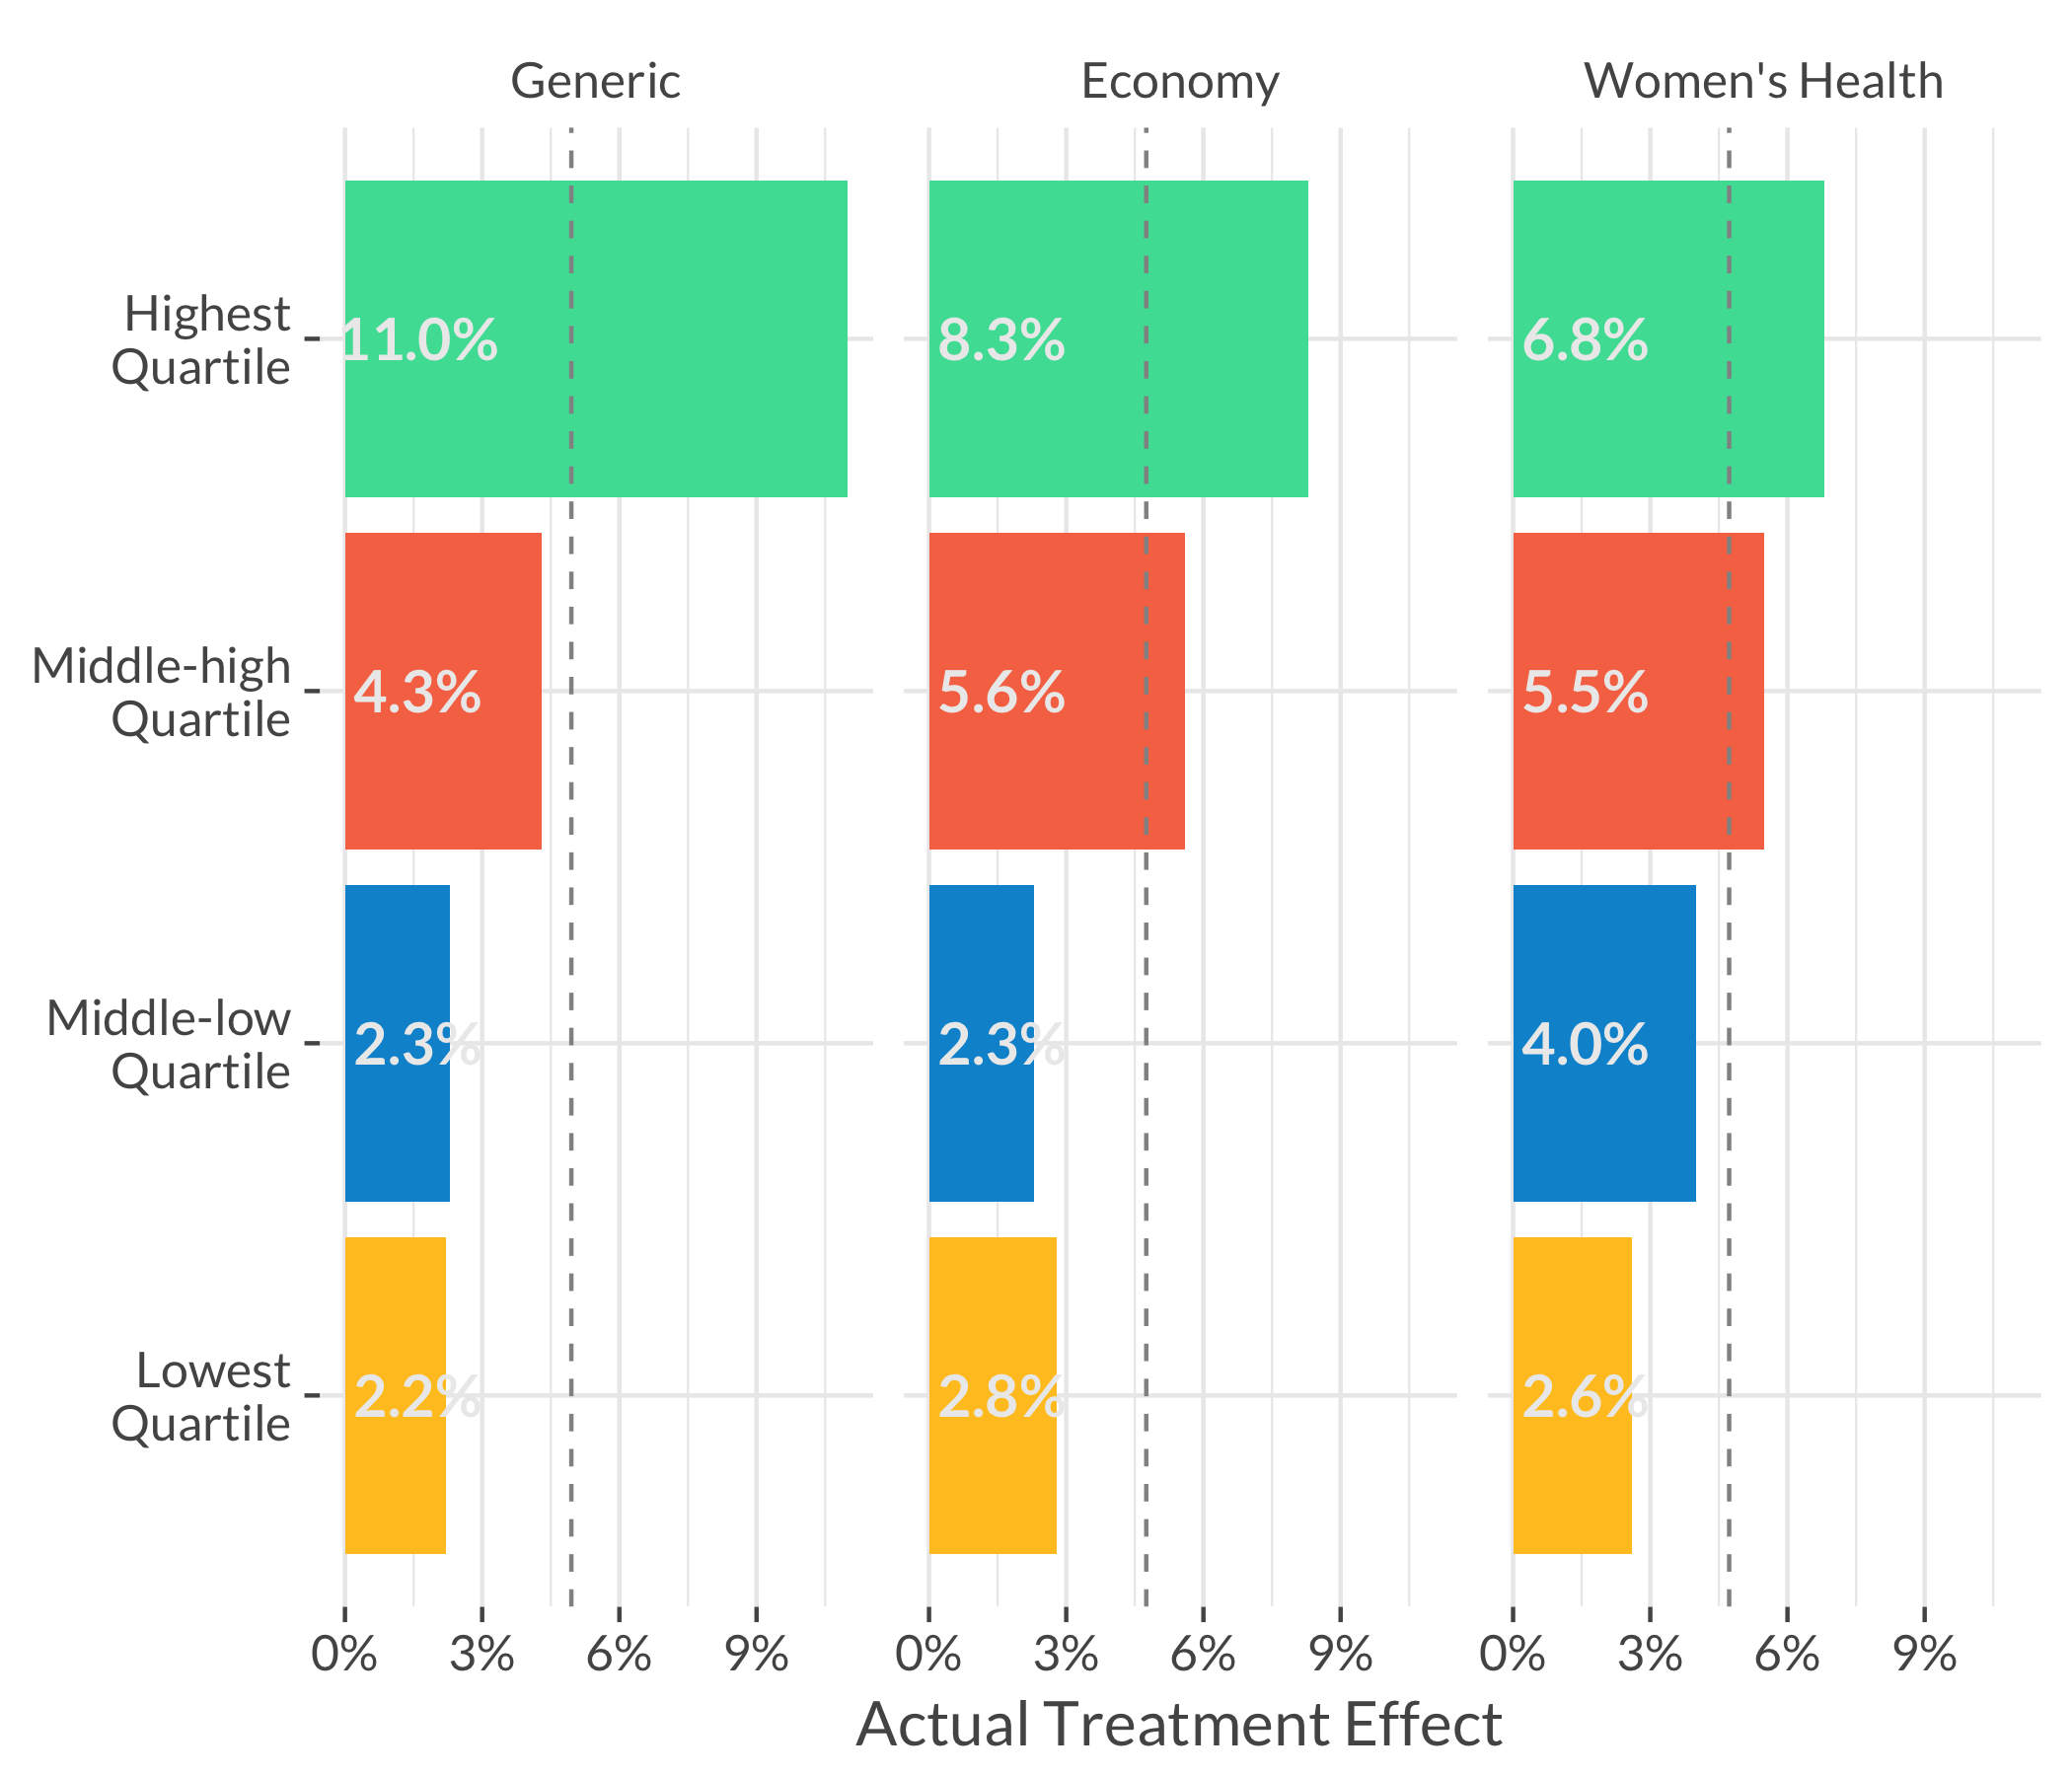 Generic Economy Women's Health
Highest
Quartile
11.0% 8.3% 6.8%
Middle-high
Quartile
4.3% 5.6% 5.5%
Middle-low
Quartile
2.3% 2.3% 4.0%
Lowest
Quartile
2.2% 2.8% 2.6%
0% 3% 6% 9% 0% 3% 6% 9% 0% 3% 6% 9%
Actual Treatment Effect